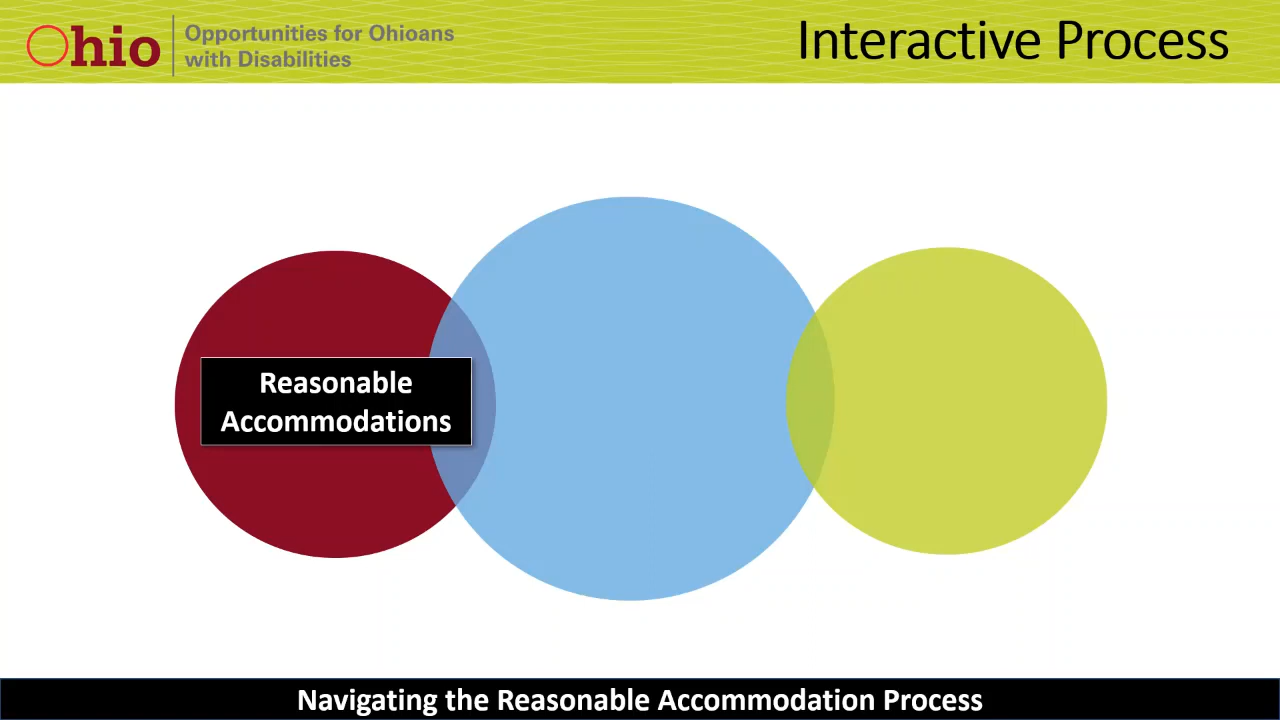 Ohio
Opportunities for Ohioans
with Disabilities
Interactive Process
Reasonable
Accommodations
Navigating the Reasonable Accommodation Process